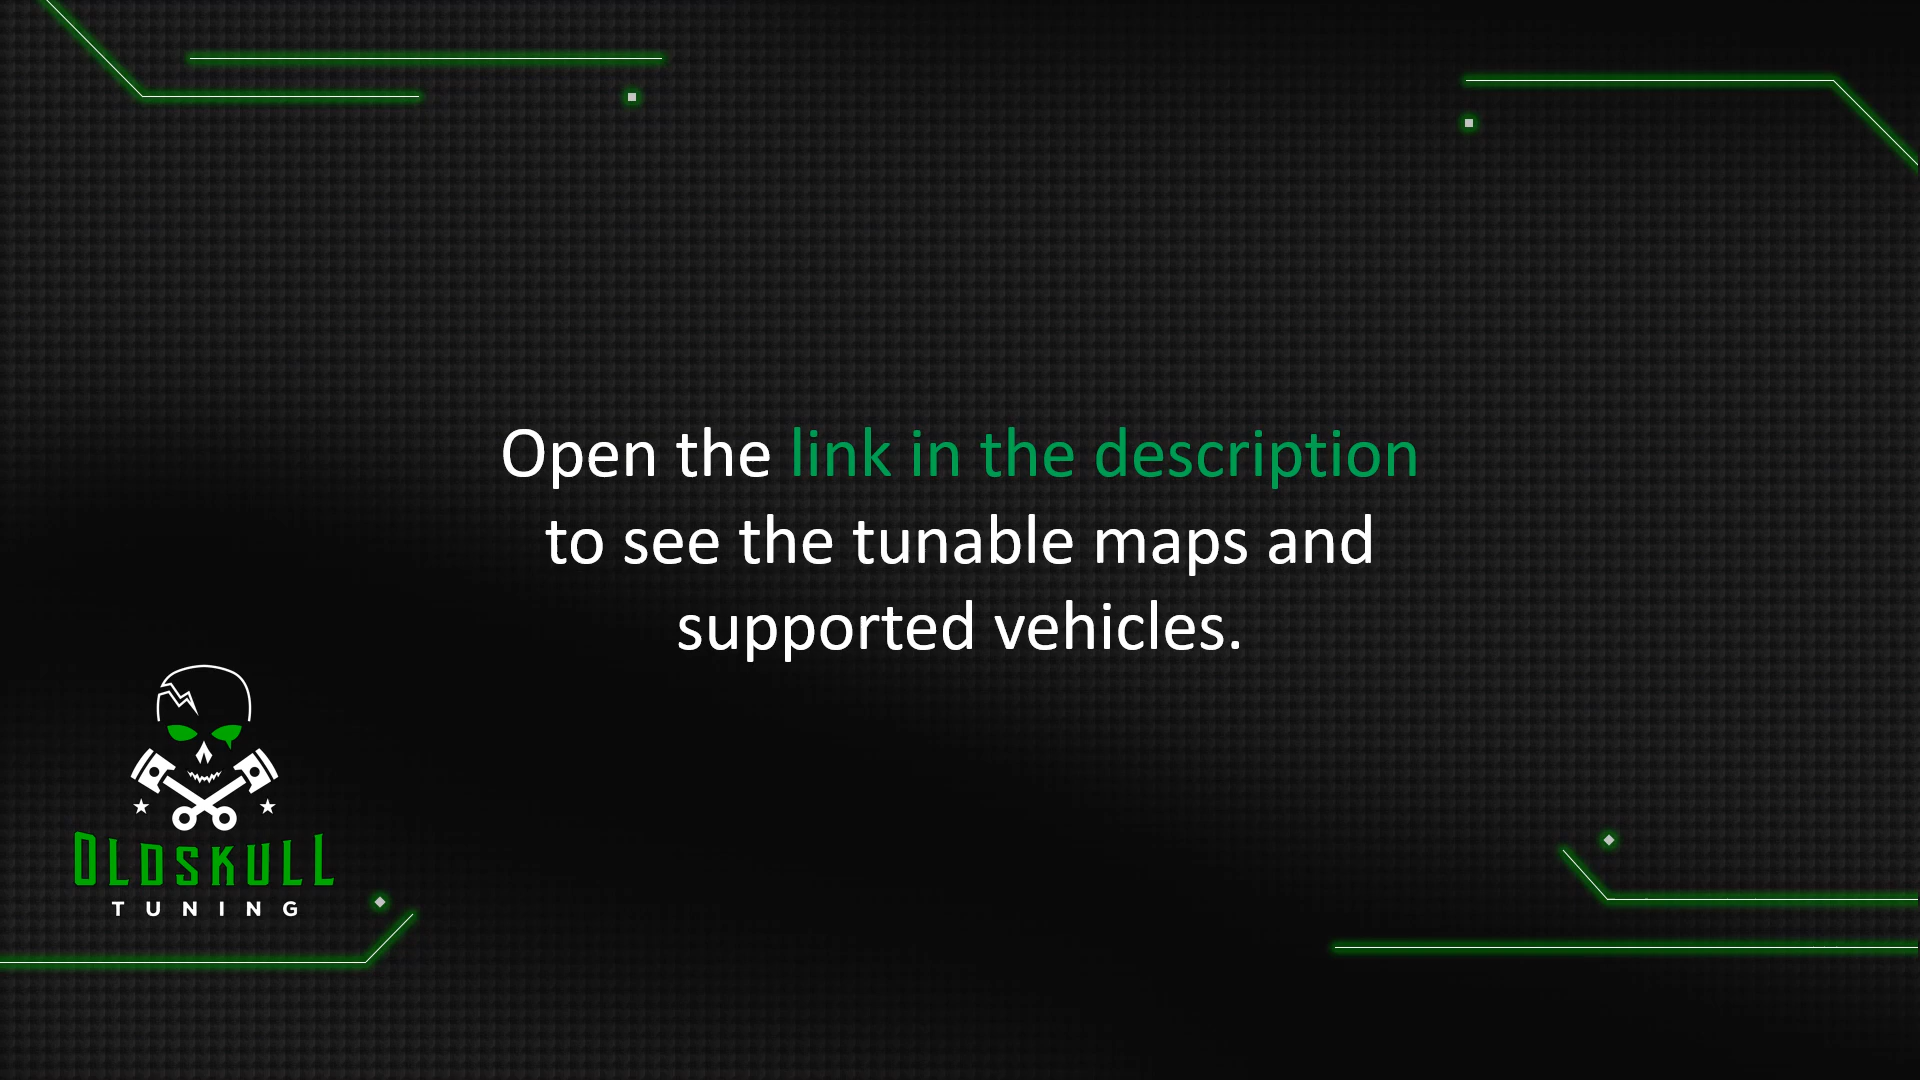 Open the link in the description
to see the tunable maps and
supported vehicles.
OLDSKULL
TUNING